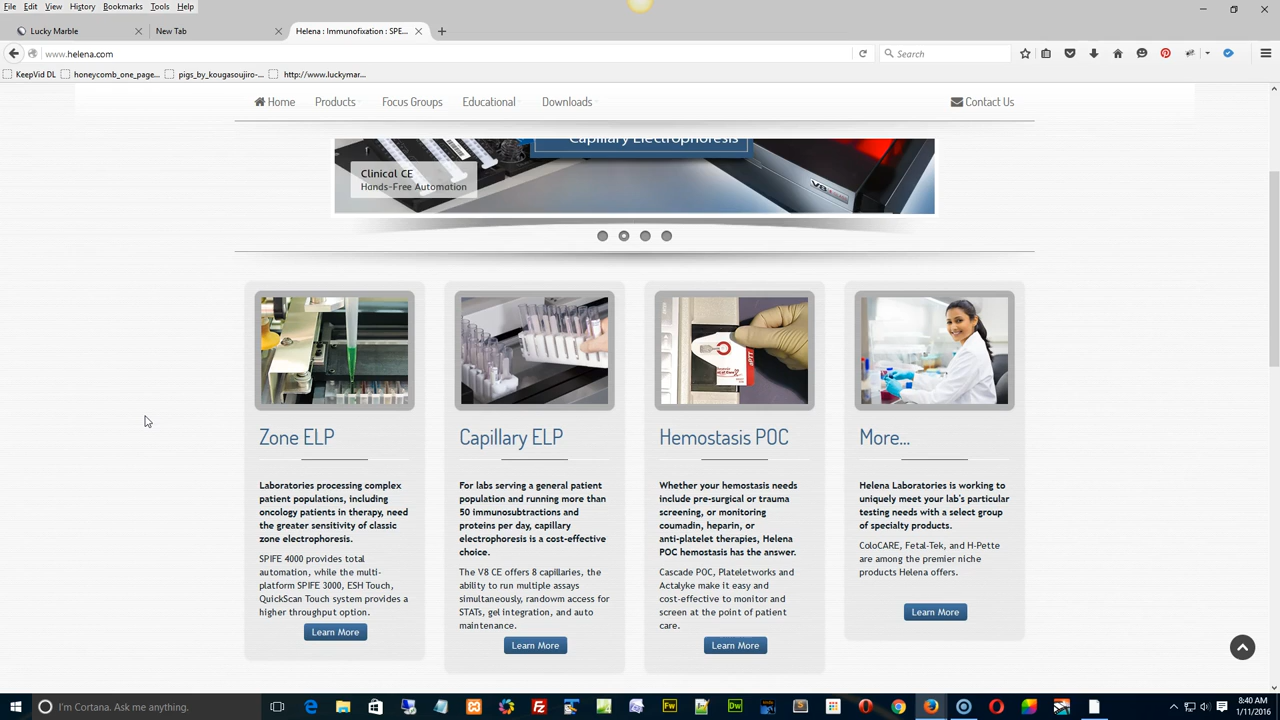 File Edit View History Bookmarks Tools Help
Lucky Marble
New Tab
Helena : Immunofixation : SPE...
www.helena.com
Search
KeepVid DL
honeycomb_one_page...
pigs_by_kougasoujiro-...
http://www.luckymar...
Home
Products
Focus Groups
Educational
Downloads
Contact Us
Capillary Electrophoresis
Clinical CE
Hands-Free Automation
V8
Zone ELP
Laboratories processing complex
patient populations, including
oncology patients in therapy, need
the greater sensitivity of classic
zone electrophoresis.
SPIFE 4000 provides total
automation, while the multi-
platform SPIFE 3000, ESH Touch,
QuickScan Touch system provides a
higher throughput option.
Learn More
Capillary ELP
For labs serving a general patient
population and running more than
50 immunosubtractions and
proteins per day, capillary
electrophoresis is a cost-effective
choice.
The V8 CE offers 8 capillaries, the
ability to run multiple assays
simultaneously, randowm access for
STATs, gel integration, and auto
maintenance.
Learn More
Hemostasis POC
Whether your hemostasis needs
include pre-surgical or trauma
screening, or monitoring
coumadin, heparin, or
anti-platelet therapies, Helena
POC hemostasis has the answer.
Cascade POC, Plateletworks and
Actalyke make it easy and
cost-effective to monitor and
screen at the point of patient
care.
Learn More
More...
Helena Laboratories is working to
uniquely meet your lab's particular
testing needs with a select group
of specialty products.
ColoCARE, Fetal-Tek, and H-Pette
are among the premier niche
products Helena offers.
Learn More
I'm Cortana. Ask me anything.
8:40 AM
1/11/2016